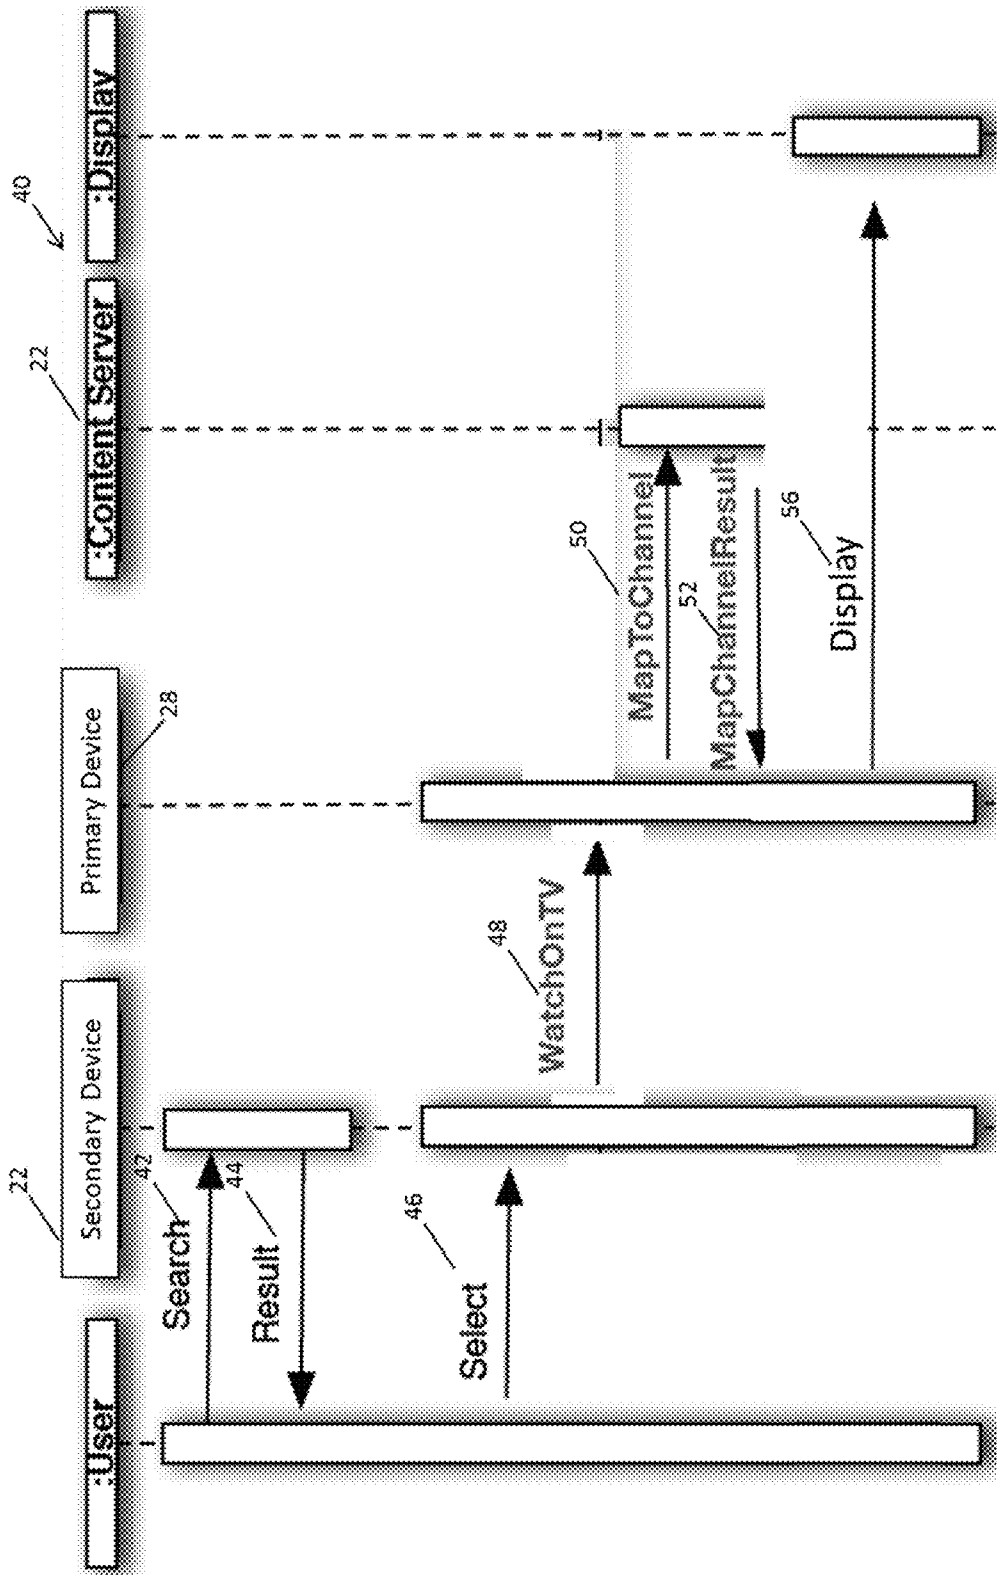 40
22
22
:User
Secondary Device
Primary Device
:Content Server
:Display
28
42
Search
44
Result
46
Select
48
WatchOnTV
50
MapToChannel
52
MapChannelResult
56
Display